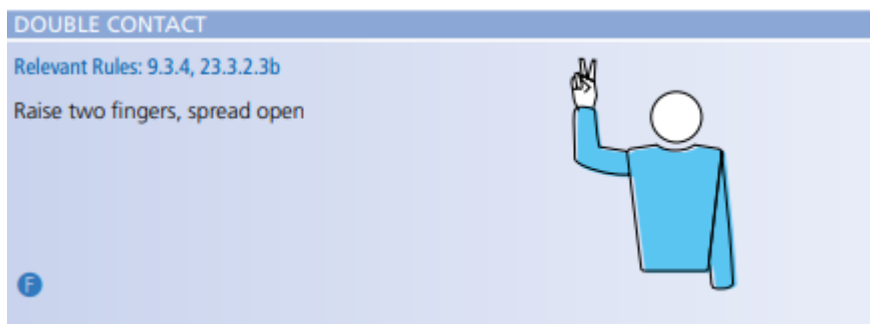 DOUBLE CONTACT
Relevant Rules: 9.3.4, 23.3.2.3b
Raise two fingers, spread open
F